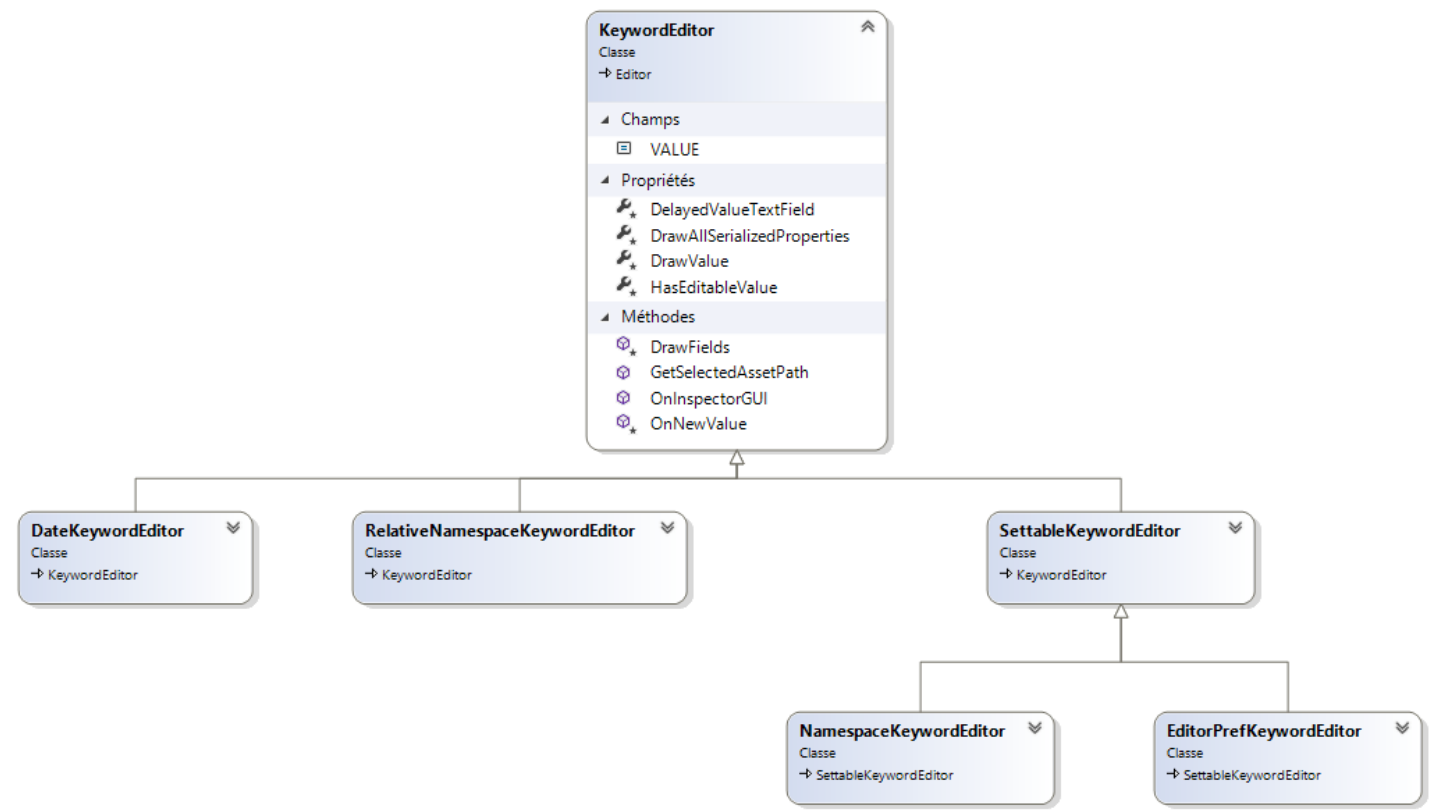 KeywordEditor
Classe
Editor
Champs
VALUE
Propriétés
DelayedValueTextField
DrawAllSerializedProperties
DrawValue
HasEditableValue
Méthodes
DrawFields
GetSelectedAssetPath
OnInspectorGUI
OnNewValue
DateKeywordEditor
Classe
KeywordEditor
RelativeNamespaceKeywordEditor
Classe
KeywordEditor
SettableKeywordEditor
Classe
KeywordEditor
NamespaceKeywordEditor
Classe
SettableKeywordEditor
EditorPrefKeywordEditor
Classe
SettableKeywordEditor